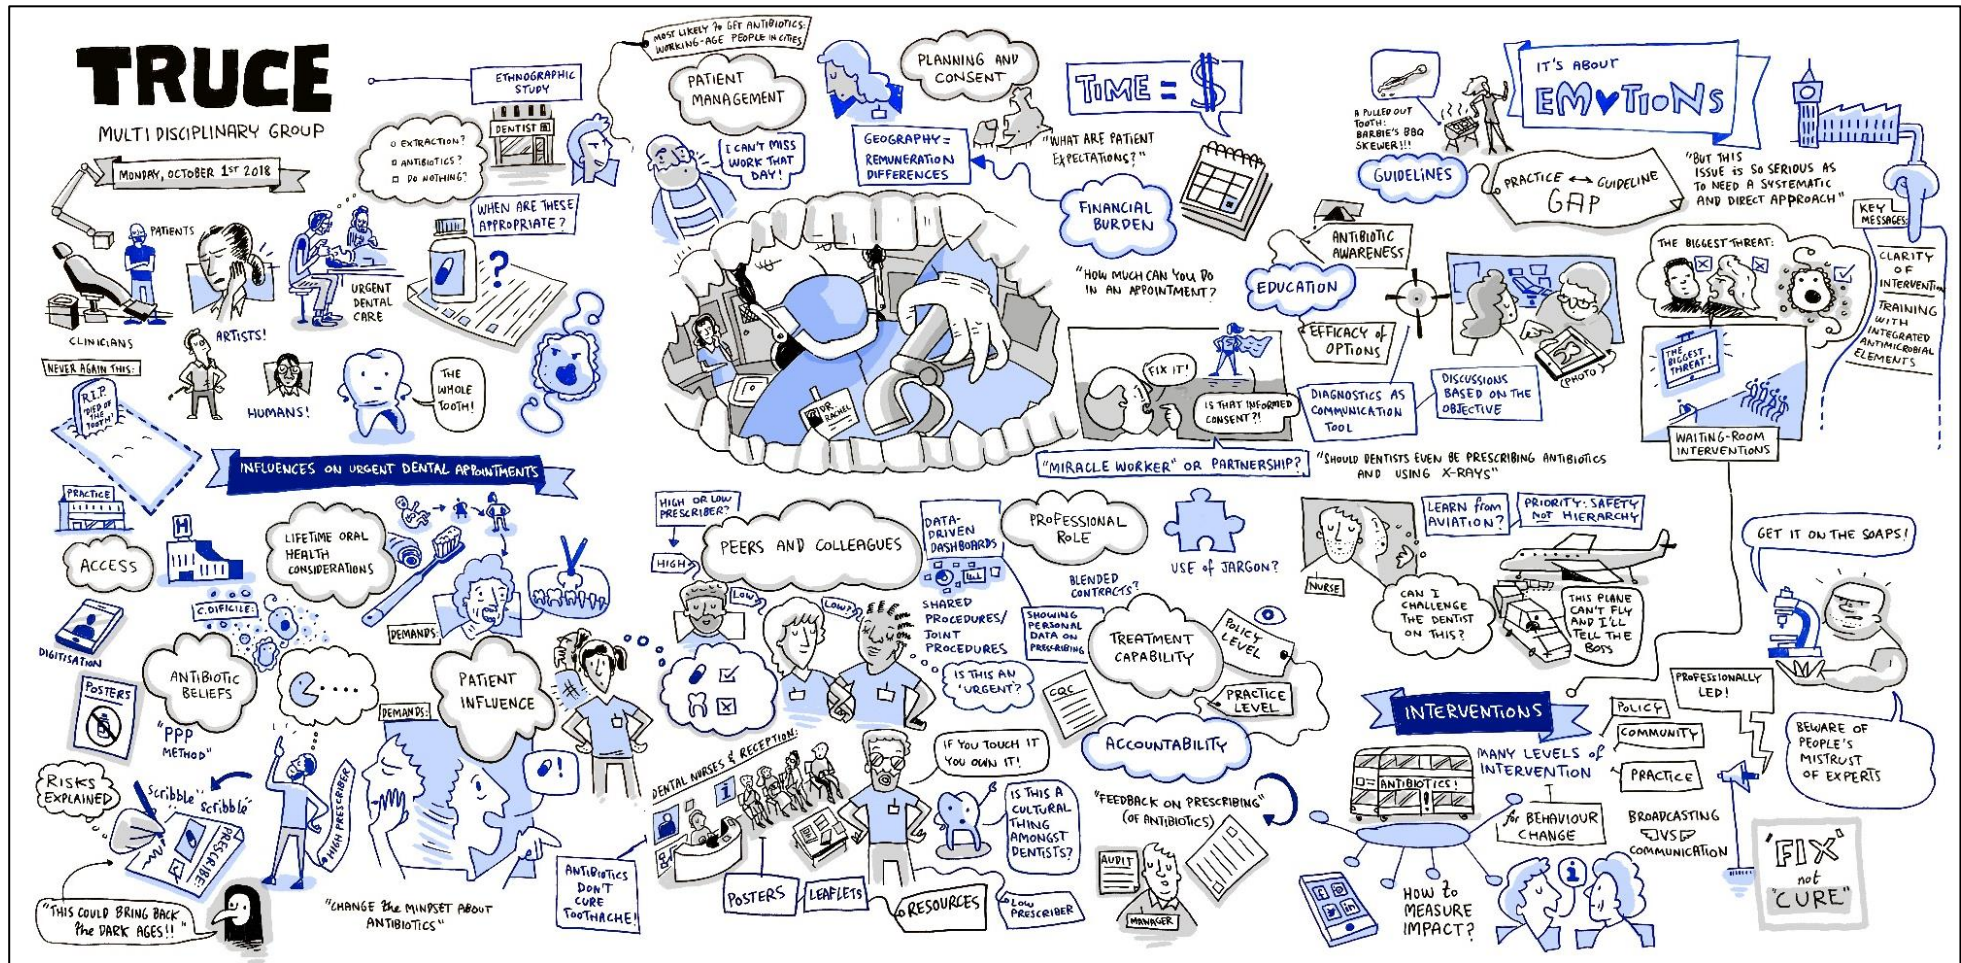 TRUCE
MULTI DISCIPLINARY GROUP
MONDAY, OCTOBER 1ST 2018
PATIENTS
CLINICIANS
ARTISTS!
HUMANS!
NEVER AGAIN THIS:
R.I.P.
"DIED OF
THE
TOOTH"
ETHNOGRAPHIC
STUDY
DENTIST
EXTRACTION?
ANTIBIOTICS?
DO NOTHING?
WHEN ARE THESE
APPROPRIATE?
?
URGENT
DENTAL
CARE
THE
WHOLE
TOOTH!
MOST LIKELY TO GET ANTIBIOTICS:
WORKING-AGE PEOPLE IN CITIES
PATIENT
MANAGEMENT
I CAN'T MISS
WORK THAT
DAY!
PLANNING AND
CONSENT
GEOGRAPHY =
REMUNERATION
DIFFERENCES
TIME = $
"WHAT ARE PATIENT
EXPECTATIONS?"
FINANCIAL
BURDEN
"HOW MUCH CAN YOU DO
IN AN APPOINTMENT?
DR
RACHEL
A PULLED OUT
TOOTH:
BARBIE'S BBQ
SKEWER!!!
IT'S ABOUT
EM♥TIONS
GUIDELINES
PRACTICE ↔ GUIDELINE
GAP
"BUT THIS
ISSUE IS SO SERIOUS AS
TO NEED A SYSTEMATIC
AND DIRECT APPROACH"
KEY
MESSAGES:
CLARITY
OF
INTERVENTION
TRAINING
WITH
INTEGRATED
ANTIMICROBIAL
ELEMENTS
ANTIBIOTIC
AWARENESS
EDUCATION
EFFICACY OF
OPTIONS
DIAGNOSTICS AS
COMMUNICATION
TOOL
(PHOTO)
DISCUSSIONS
BASED ON THE
OBJECTIVE
THE BIGGEST THREAT:
THE
BIGGEST
THREAT!
WAITING-ROOM
INTERVENTIONS
FIX IT!
IS THAT INFORMED
CONSENT?!
"MIRACLE WORKER" OR PARTNERSHIP?
"SHOULD DENTISTS EVEN BE PRESCRIBING ANTIBIOTICS
AND USING X-RAYS"
INFLUENCES ON URGENT DENTAL APPOINTMENTS
PRACTICE
H
ACCESS
DIGITISATION
C.DIFICILE:
LIFETIME ORAL
HEALTH
CONSIDERATIONS
DEMANDS:
ANTIBIOTIC
BELIEFS
POSTERS
"PPP
METHOD"
RISKS
EXPLAINED
Scribble scribble
PRESCRIBE:
"THIS COULD BRING BACK
the DARK AGES!!"
HIGH PRESCRIBER
DEMANDS:
PATIENT
INFLUENCE
!
"CHANGE the MINDSET ABOUT
ANTIBIOTICS"
ANTIBIOTICS
DON'T
CURE
TOOTHACHE!
HIGH OR LOW
PRESCRIBER?
HIGH
PEERS AND COLLEAGUES
LOW
LOW?
DATA-
DRIVEN
DASHBOARDS
SHARED
PROCEDURES/
JOINT
PROCEDURES
IS THIS AN
'URGENT'?
PROFESSIONAL
ROLE
BLENDED
CONTRACTS?
SHOWING
PERSONAL
DATA ON
PRESCRIBING
USE of JARGON?
TREATMENT
CAPABILITY
POLICY
LEVEL
PRACTICE
LEVEL
CQC
ACCOUNTABILITY
"FEEDBACK ON PRESCRIBING"
(OF ANTIBIOTICS)
AUDIT
MANAGER
DENTAL NURSES & RECEPTION:
i
POSTERS
LEAFLETS
RESOURCES
IF YOU TOUCH IT
YOU OWN IT!
IS THIS A
CULTURAL
THING
AMONGST
DENTISTS?
LOW
PRESCRIBER
NURSE
LEARN from
AVIATION?
PRIORITY: SAFETY
NOT HIERARCHY
CAN I
CHALLENGE
THE DENTIST
ON THIS?
THIS PLANE
CAN'T FLY
AND I'LL
TELL THE
BOSS
GET IT ON THE SOAPS!
BEWARE OF
PEOPLE'S
MISTRUST
OF EXPERTS
INTERVENTIONS
MANY LEVELS of
INTERVENTION
POLICY
COMMUNITY
PRACTICE
for BEHAVIOUR
CHANGE
PROFESSIONALLY
LED!
ANTIBIOTICS!
!
BROADCASTING
VS
COMMUNICATION
HOW to
MEASURE
IMPACT?
i
'FIX'
not
"CURE"